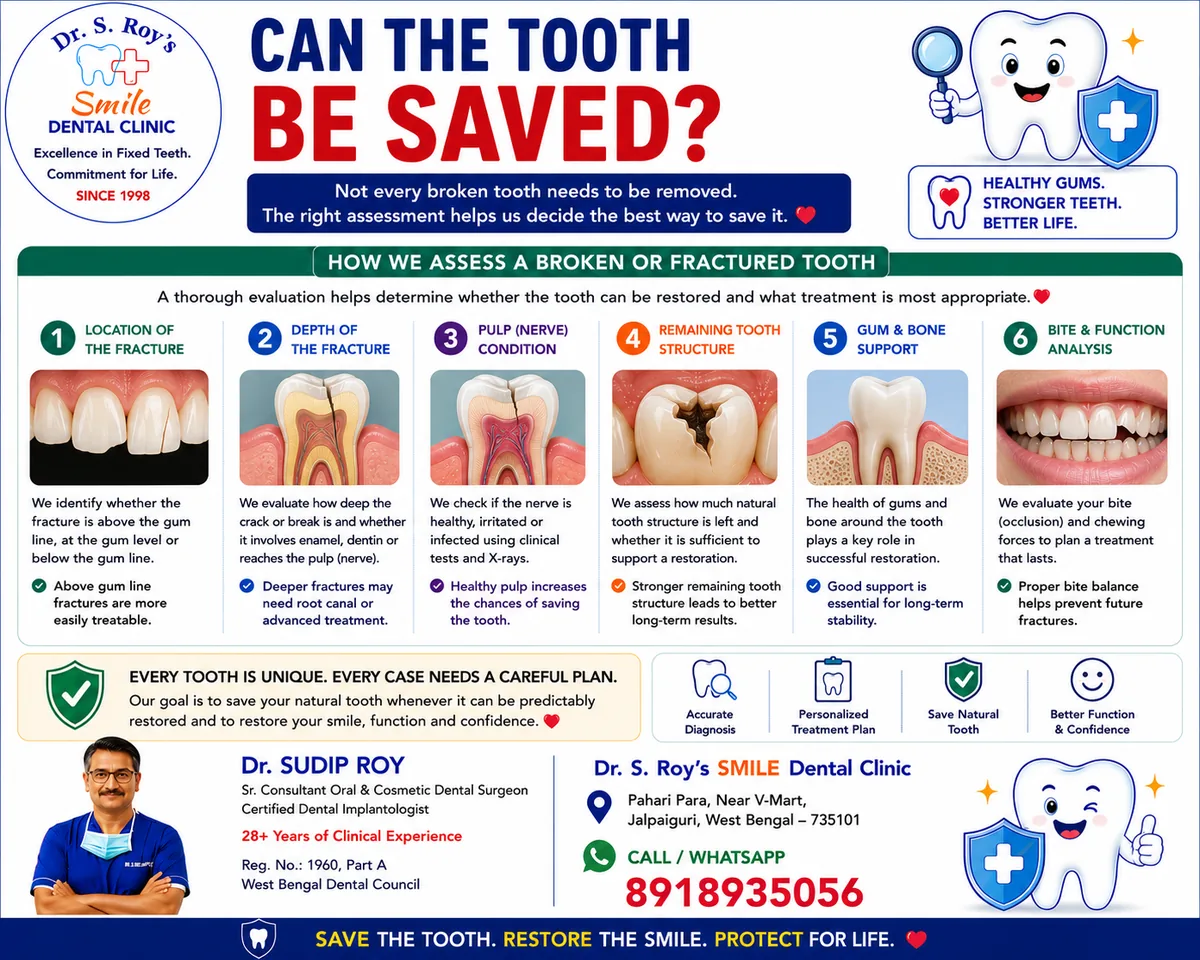 Dr. S. Roy's
Smile
DENTAL CLINIC
Excellence in Fixed Teeth.
Commitment for Life.
SINCE 1998
CAN THE TOOTH
BE SAVED?
Not every broken tooth needs to be removed.
The right assessment helps us decide the best way to save it.
HEALTHY GUMS.
STRONGER TEETH.
BETTER LIFE.
HOW WE ASSESS A BROKEN OR FRACTURED TOOTH
A thorough evaluation helps determine whether the tooth can be restored and what treatment is most appropriate.
1
LOCATION OF
THE FRACTURE
We identify whether the
fracture is above the gum
line, at the gum level or
below the gum line.
Above gum line
fractures are more
easily treatable.
2
DEPTH OF
THE FRACTURE
We evaluate how deep the
crack or break is and whether
it involves enamel, dentin or
reaches the pulp (nerve).
Deeper fractures may
need root canal or
advanced treatment.
3
PULP (NERVE)
CONDITION
We check if the nerve is
healthy, irritated or
infected using clinical
tests and X-rays.
Healthy pulp increases
the chances of saving
the tooth.
4
REMAINING TOOTH
STRUCTURE
We assess how much natural
tooth structure is left and
whether it is sufficient to
support a restoration.
Stronger remaining tooth
structure leads to better
long-term results.
5
GUM & BONE
SUPPORT
The health of gums and
bone around the tooth
plays a key role in
successful restoration.
Good support is
essential for long-term
stability.
6
BITE & FUNCTION
ANALYSIS
We evaluate your bite
(occlusion) and chewing
forces to plan a treatment
that lasts.
Proper bite balance
helps prevent future
fractures.
EVERY TOOTH IS UNIQUE. EVERY CASE NEEDS A CAREFUL PLAN.
Our goal is to save your natural tooth whenever it can be predictably
restored and to restore your smile, function and confidence.
Accurate
Diagnosis
Personalized
Treatment Plan
Save Natural
Tooth
Better Function
& Confidence
Dr. SUDIP ROY
Sr. Consultant Oral & Cosmetic Dental Surgeon
Certified Dental Implantologist
28+ Years of Clinical Experience
Reg. No.: 1960, Part A
West Bengal Dental Council
Dr. S. Roy's SMILE Dental Clinic
Pahari Para, Near V-Mart,
Jalpaiguri, West Bengal – 735101
CALL / WHATSAPP
8918935056
SAVE THE TOOTH. RESTORE THE SMILE. PROTECT FOR LIFE.